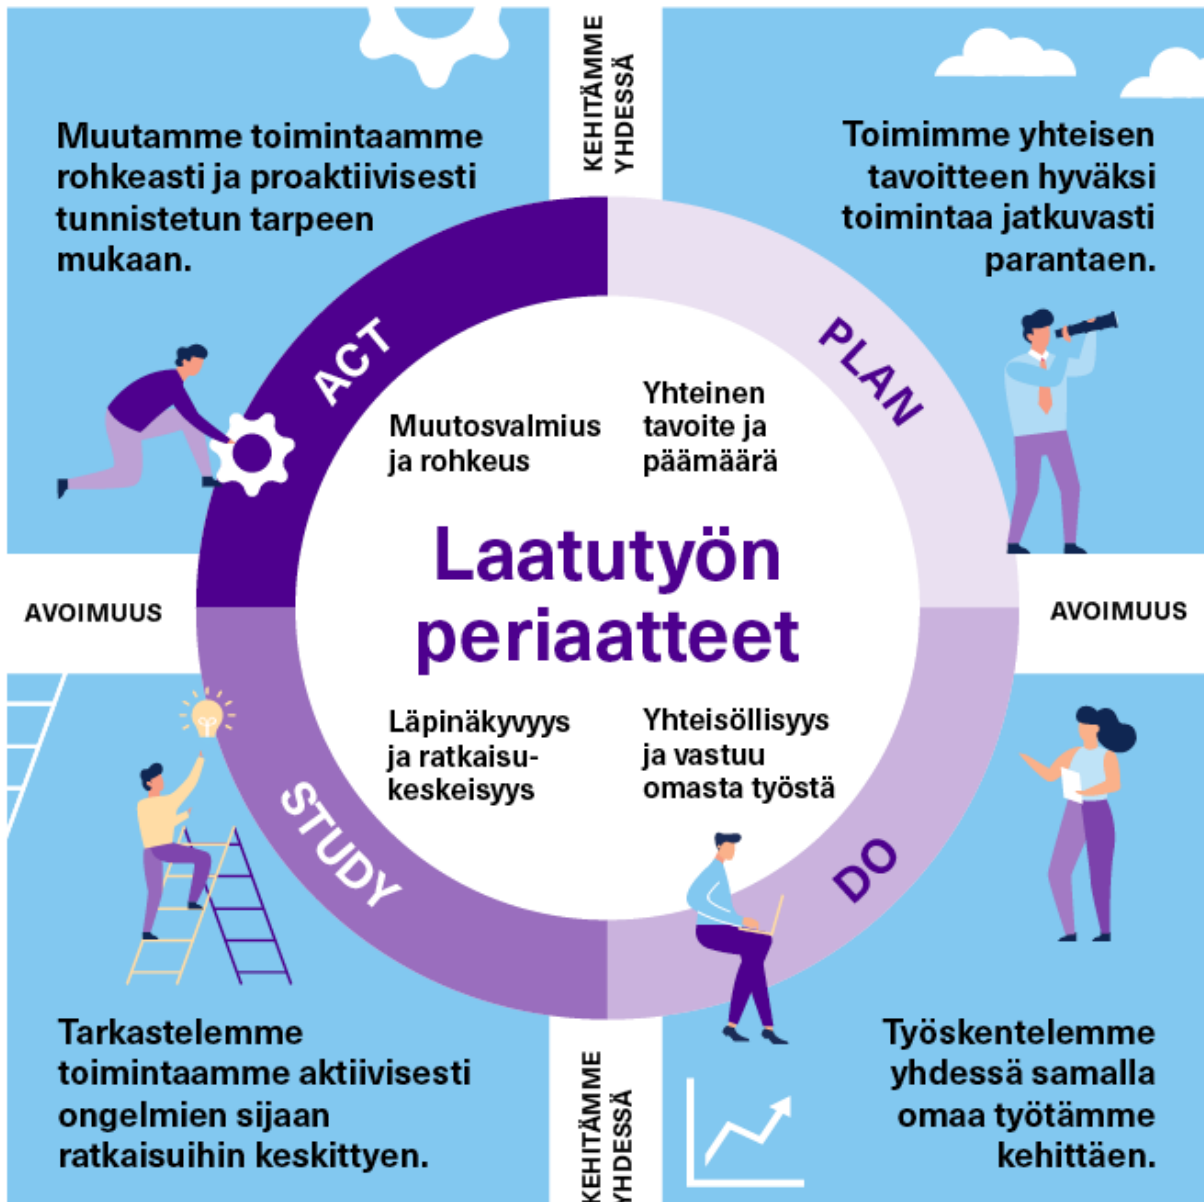 KEHITÄMME
YHDESSÄ
Muutamme toimintaamme
rohkeasti ja proaktiivisesti
tunnistetun tarpeen
mukaan.
Toimimme yhteisen
tavoitteen hyväksi
toimintaa jatkuvasti
parantaen.
ACT
PLAN
Muutosvalmius
ja rohkeus
Yhteinen
tavoite ja
päämäärä
Laatutyön
periaatteet
AVOIMUUS
AVOIMUUS
Läpinäkyvyys
ja ratkaisu-
keskeisyys
Yhteisöllisyys
ja vastuu
omasta työstä
STUDY
DO
Tarkastelemme
toimintaamme aktiivisesti
ongelmien sijaan
ratkaisuihin keskittyen.
KEHITÄMME
YHDESSÄ
Työskentelemme
yhdessä samalla
omaa työtämme
kehittäen.